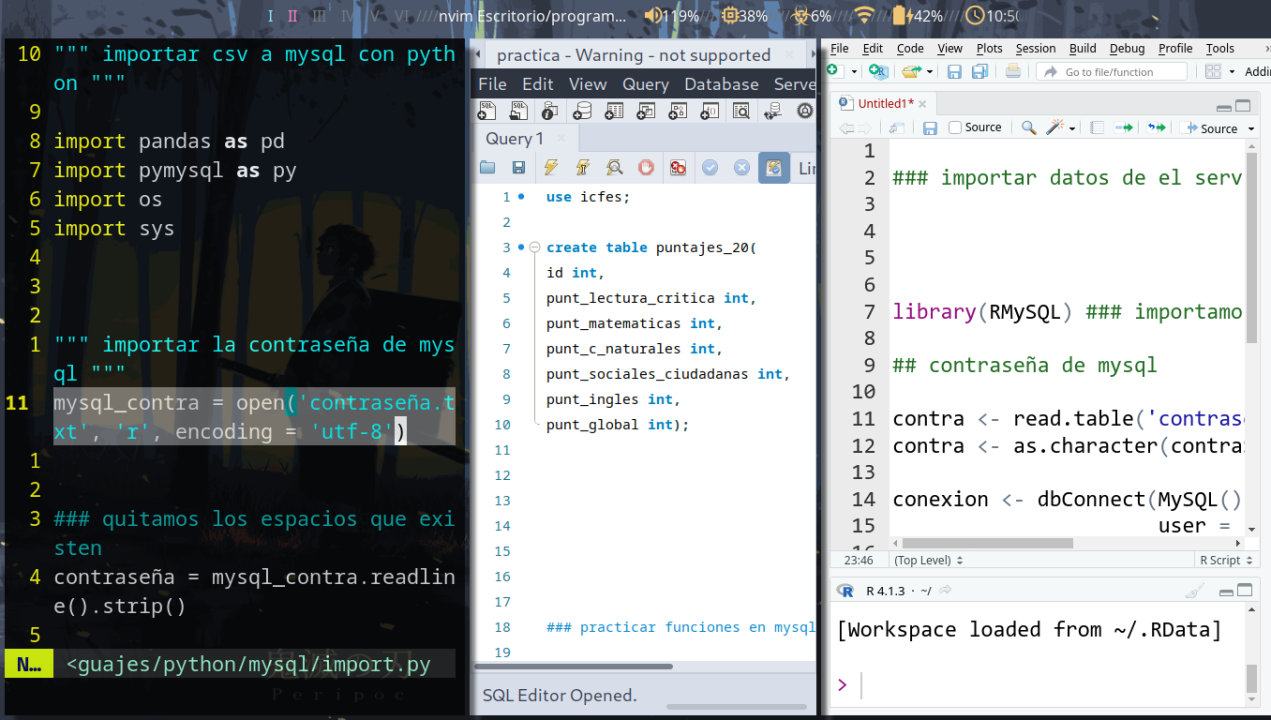 I II III IV V VI //// nvim Escritorio/program... 119% 38% 6% 42% 10:50
10 """ importar csv a mysql con pyth
on """
9
8 import pandas as pd
7 import pymysql as py
6 import os
5 import sys
4
3
2
1 """ importar la contraseña de mys
ql """
11 mysql_contra = open('contraseña.t
xt', 'r', encoding = 'utf-8')
1
2
3 ### quitamos los espacios que exi
sten
4 contraseña = mysql_contra.readlin
e().strip()
5
N... <guajes/python/mysql/import.py
鬼滅の刃
Peripoc
practica - Warning - not supported
File Edit View Query Database Serve
Query 1
Lin
1 use icfes;
2
3 create table puntajes_20(
4 id int,
5 punt_lectura_critica int,
6 punt_matematicas int,
7 punt_c_naturales int,
8 punt_sociales_ciudadanas int,
9 punt_ingles int,
10 punt_global int);
11
12
13
14
15
16
17
18 ### practicar funciones en mysql
19
SQL Editor Opened.
File Edit Code View Plots Session Build Debug Profile Tools
Go to file/function Addin
Untitled1*
Source Source
1
2 ### importar datos de el serv
3
4
5
6
7 library(RMySQL) ### importamo
8
9 ## contraseña de mysql
10
11 contra <- read.table('contras
12 contra <- as.character(contra
13
14 conexion <- dbConnect(MySQL()
15 user =
16
23:46 (Top Level) R Script
R 4.1.3 · ~/
[Workspace loaded from ~/.RData]
>